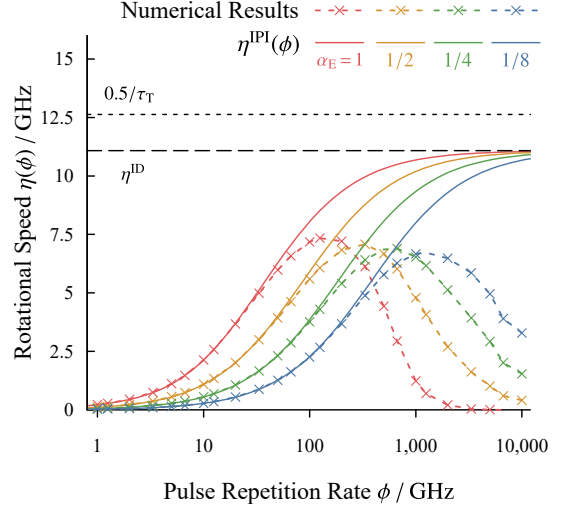 Numerical Results
η^IPI(ϕ)
α_E = 1 1/2 1/4 1/8
15
0.5/τ_T
12.5
η^ID
10
7.5
5
2.5
0
Rotational Speed η(ϕ) / GHz
1 10 100 1,000 10,000
Pulse Repetition Rate ϕ / GHz